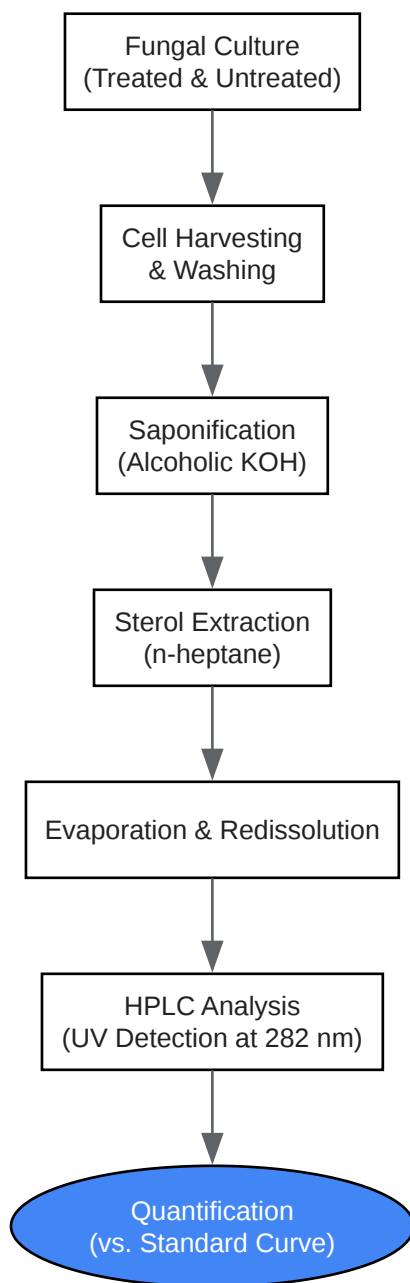 Fungal Culture
(Treated & Untreated)
Cell Harvesting
& Washing
Saponification
(Alcoholic KOH)
Sterol Extraction
(n-heptane)
Evaporation & Redissolution
HPLC Analysis
(UV Detection at 282 nm)
Quantification
(vs. Standard Curve)